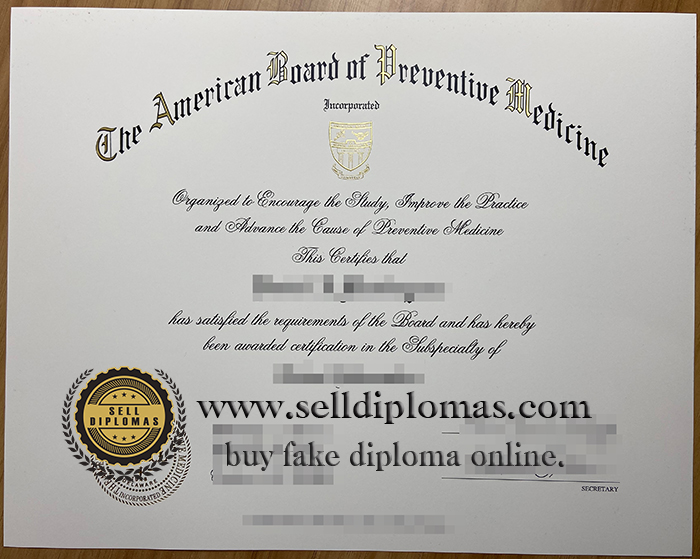 The American Board of Preventive Medicine
Incorporated
Organized to Encourage the Study, Improve the Practice
and Advance the Cause of Preventive Medicine
This Certifies that
has satisfied the requirements of the Board and has hereby
been awarded certification in the Subspecialty of
SELL
DIPLOMAS
www.selldiplomas.com
buy fake diploma online.
DELAWARE
INCORPORATED
SECRETARY